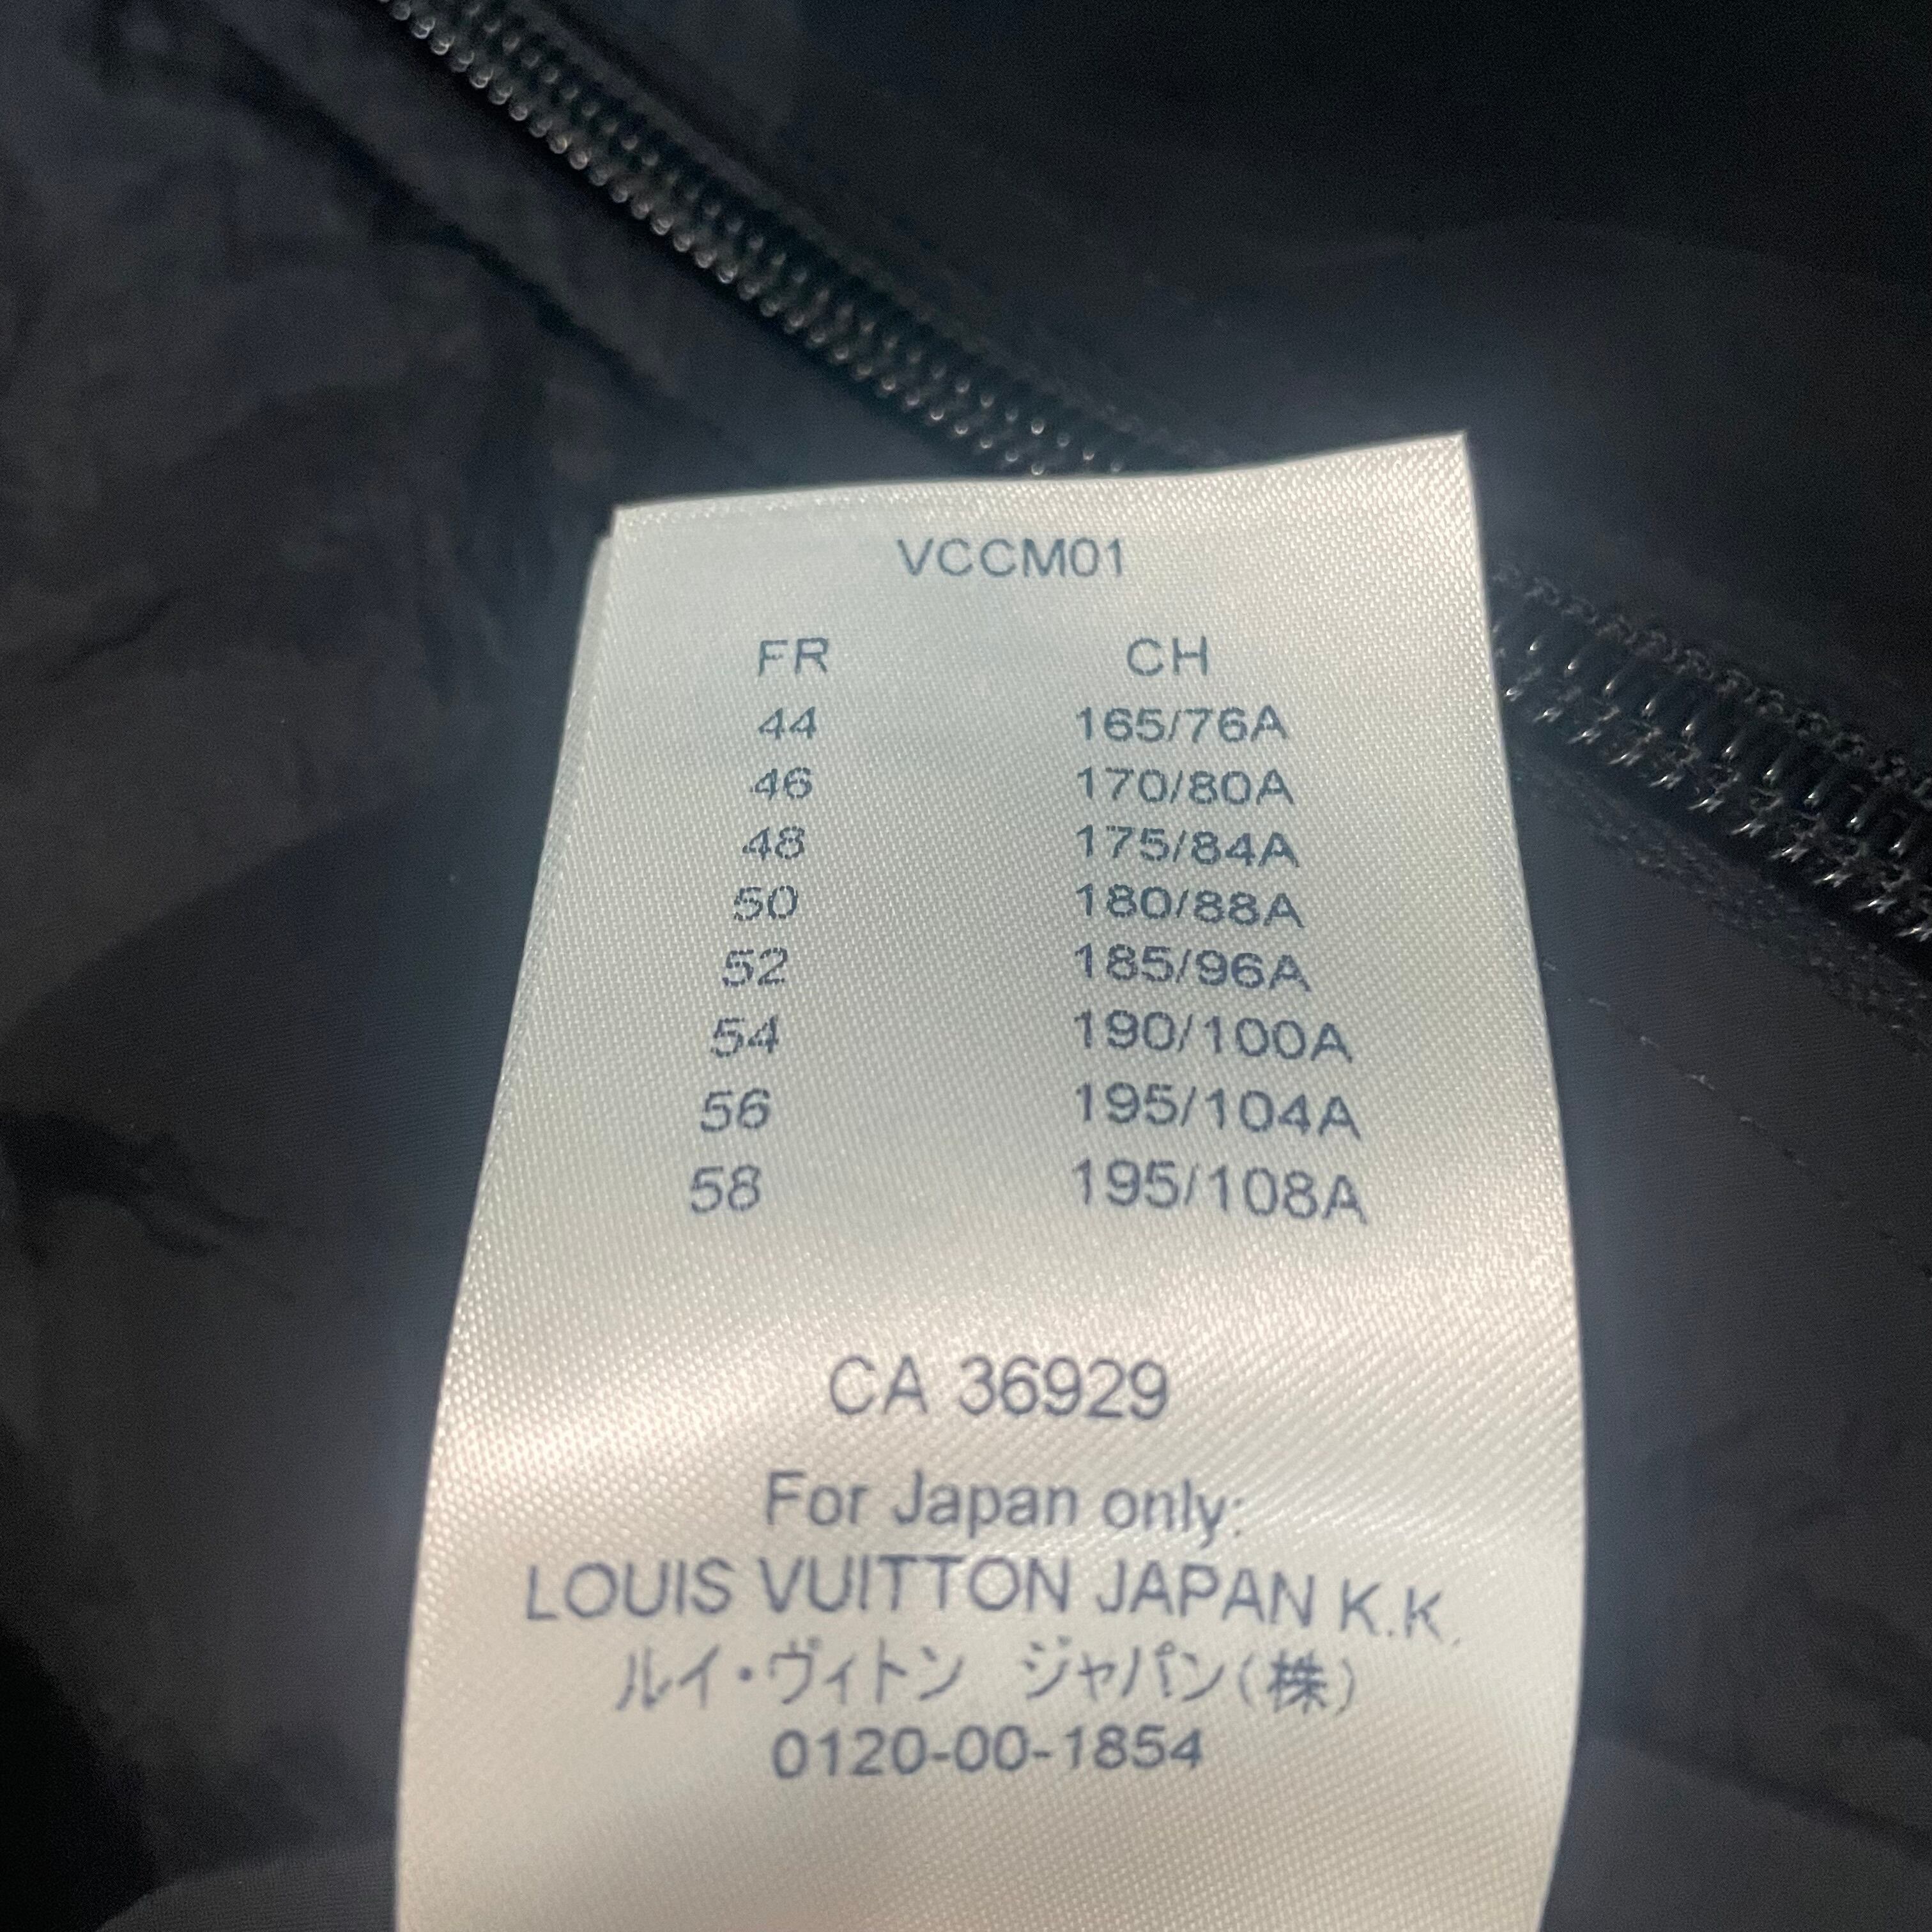 VCCM01
FR CH
44 165/76A
46 170/80A
48 175/84A
50 180/88A
52 185/96A
54 190/100A
56 195/104A
58 195/108A
CA 36929
For Japan only:
LOUIS VUITTON JAPAN K.K.
ルイ・ヴィトン ジャパン(株)
0120-00-1854